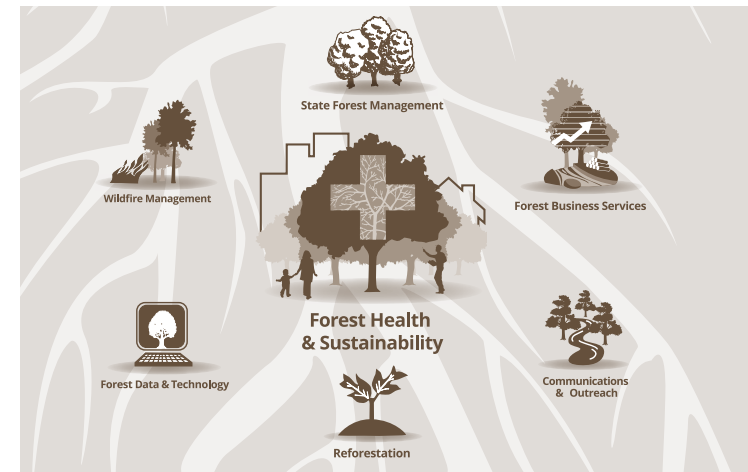 State Forest Management
Wildfire Management
Forest Business Services
Forest Health
& Sustainability
Forest Data & Technology
Communications
& Outreach
Reforestation